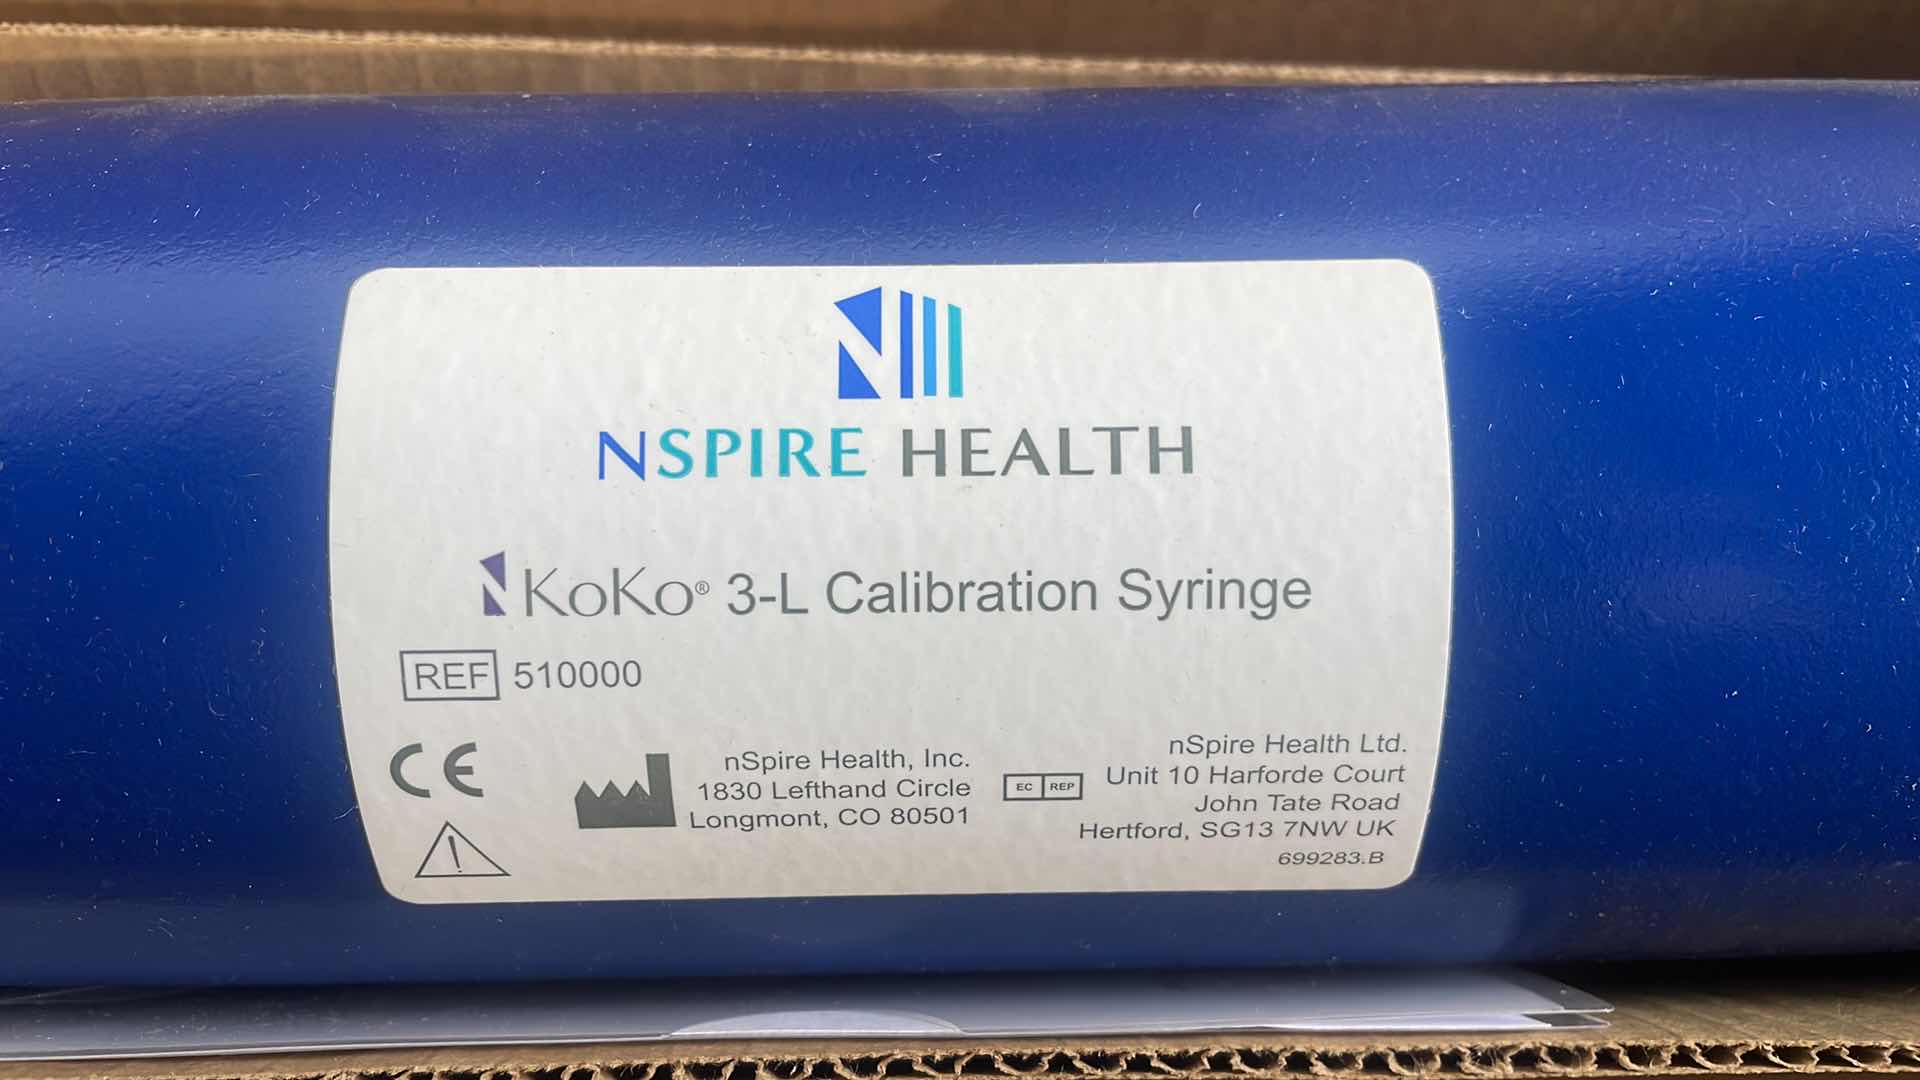 NSPIRE HEALTH
KoKo® 3-L Calibration Syringe
REF 510000
CE
nSpire Health, Inc.
1830 Lefthand Circle
Longmont, CO 80501
EC REP
nSpire Health Ltd.
Unit 10 Harforde Court
John Tate Road
Hertford, SG13 7NW UK
699283.B